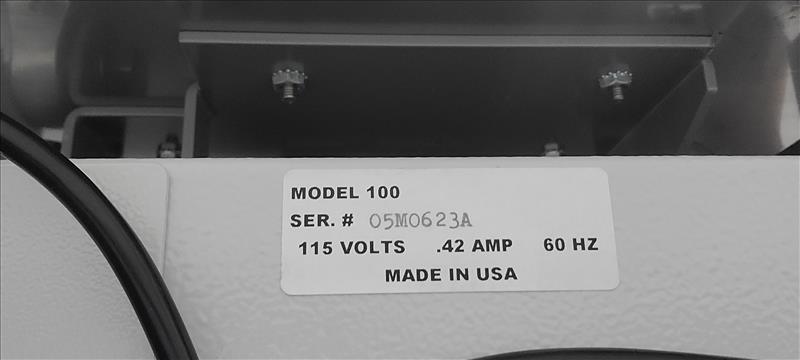 MODEL 100
SER. # 05M0623A
115 VOLTS .42 AMP 60 HZ
MADE IN USA